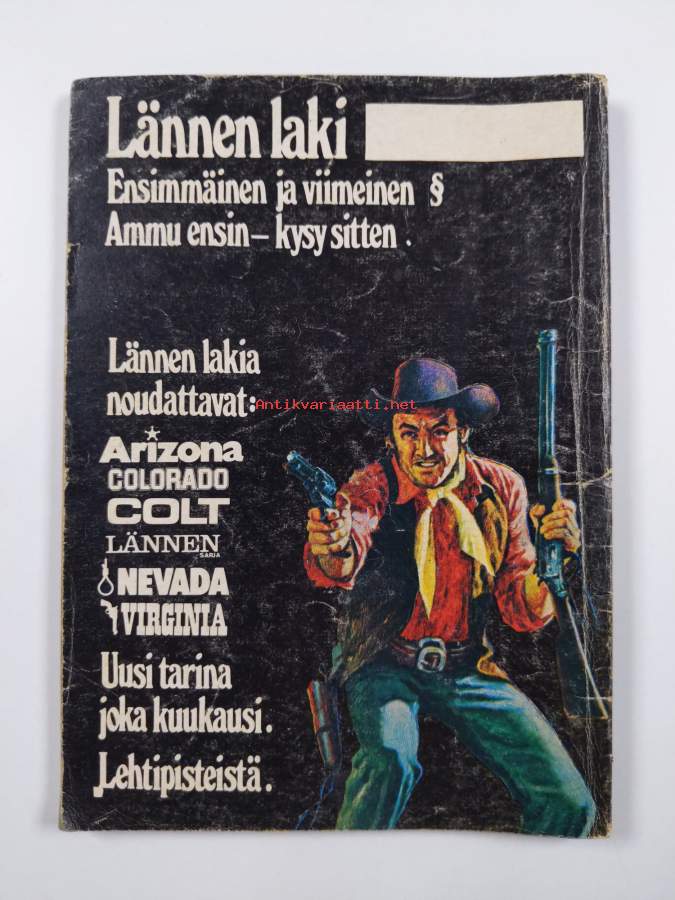 Lännen laki
Ensimmäinen ja viimeinen §
Ammu ensin – kysy sitten .
Lännen lakia
noudattavat:
Antikvariaatti.net
Arizona
COLORADO
COLT
LÄNNEN
SARJA
NEVADA
VIRGINIA
Uusi tarina
joka kuukausi.
Lehtipisteistä.